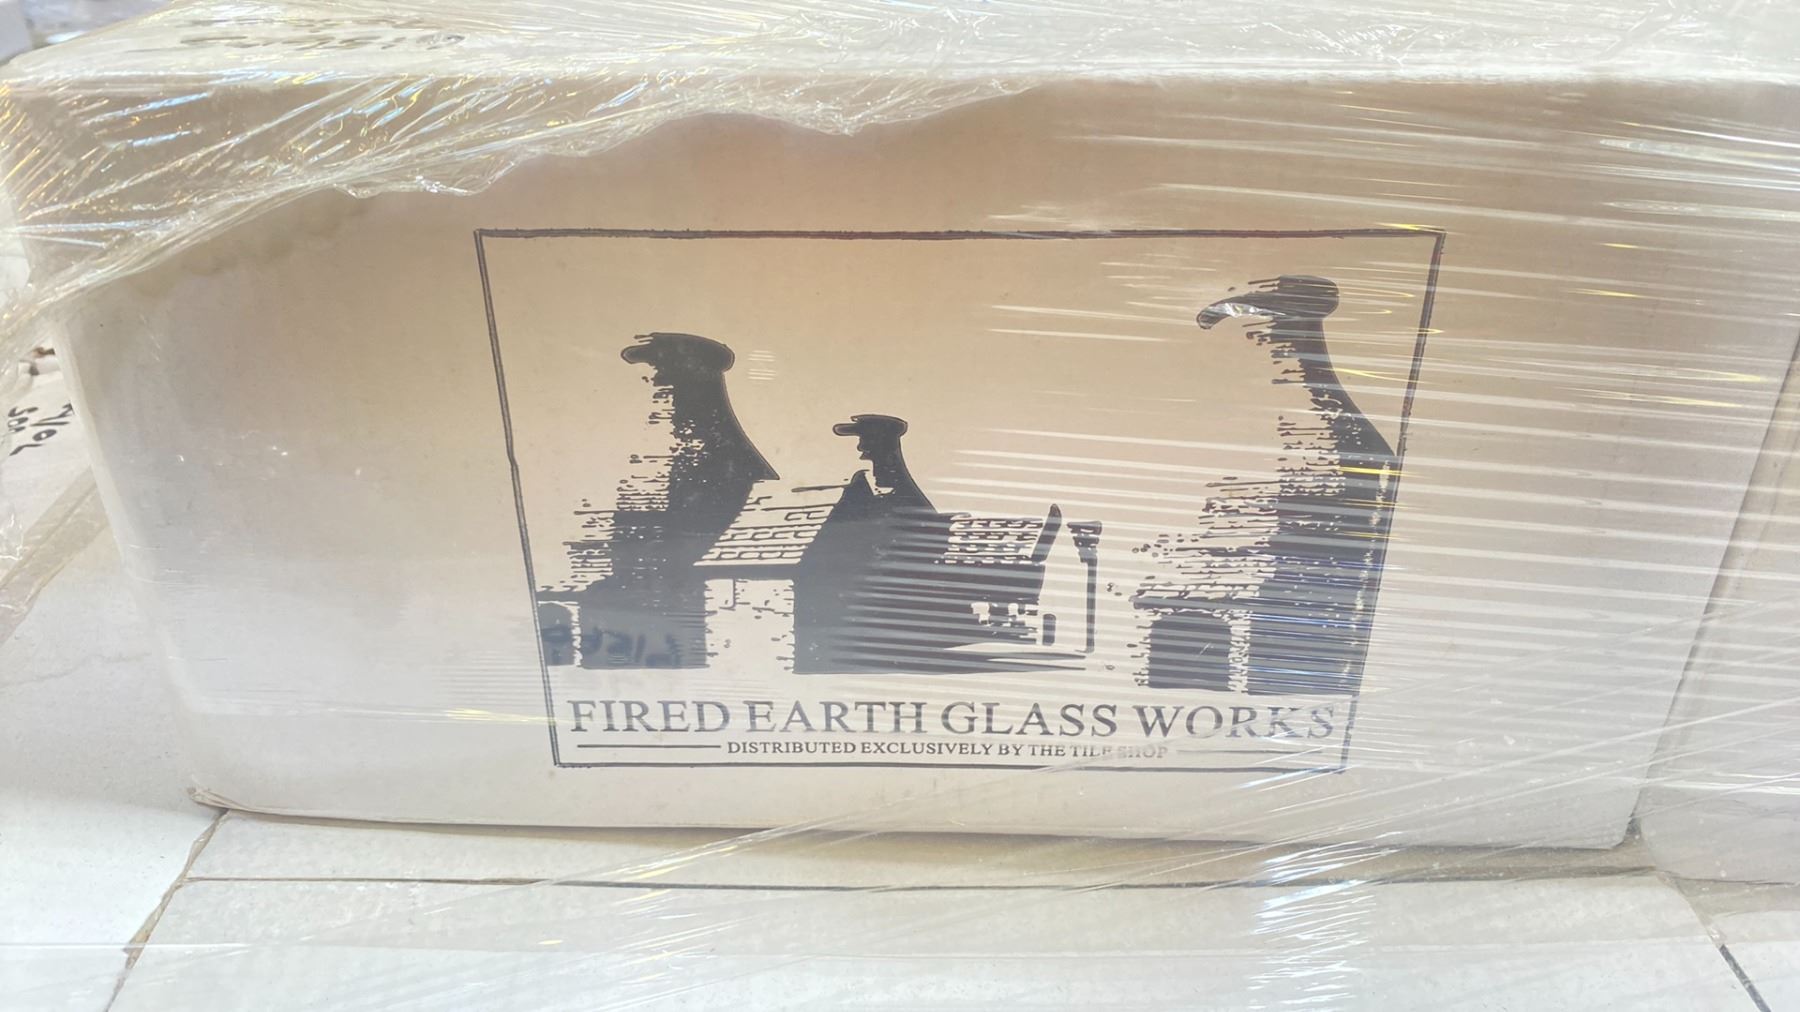 FIRED EARTH GLASS WORKS
DISTRIBUTED EXCLUSIVELY BY THE TILE SHOP